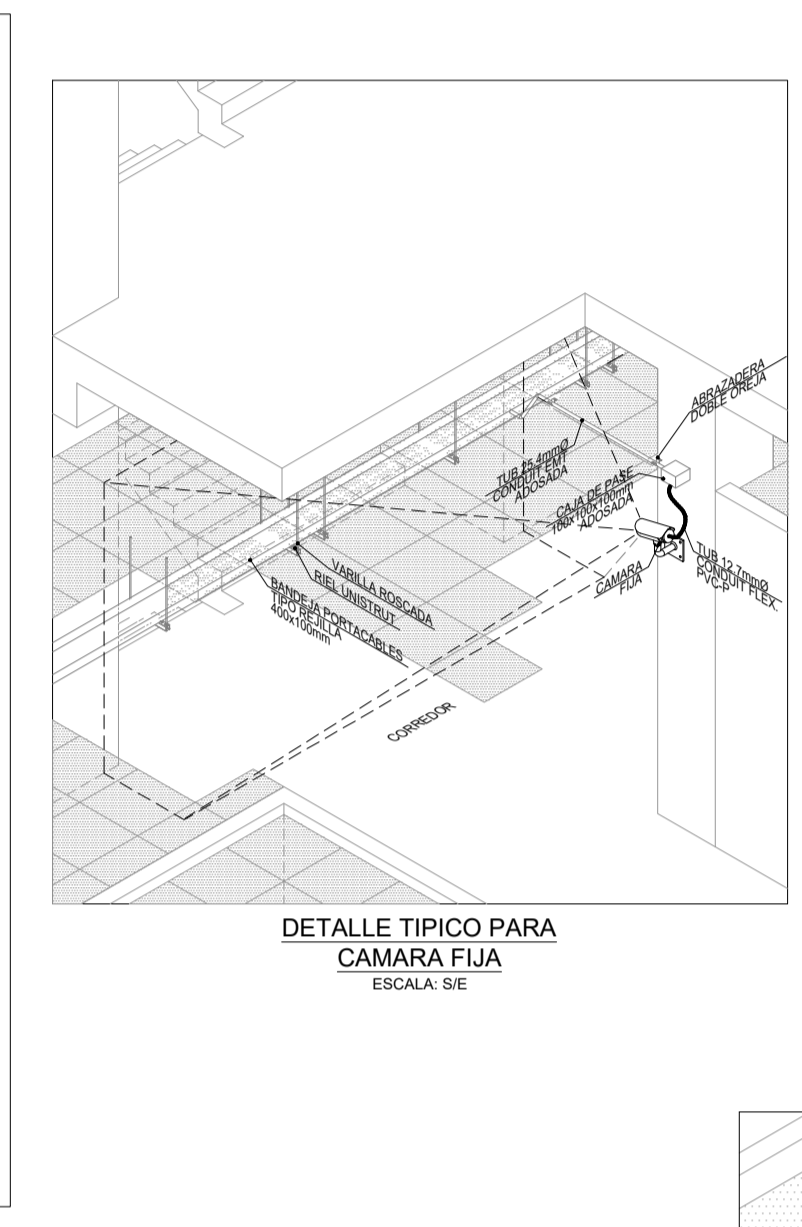 ABRAZADERA
DOBLE OREJA
TUB 25.4mmØ
CONDUIT EMT
ADOSADA
CAJA DE PASE
100x100x100mm
ADOSADA
TUB 12.7mmØ
CONDUIT FLEX.
PVC-P
CAMARA
FIJA
VARILLA ROSCADA
RIEL UNISTRUT
BANDEJA PORTACABLES
TIPO REJILLA
400x100mm
CORREDOR
DETALLE TIPICO PARA
CAMARA FIJA
ESCALA: S/E